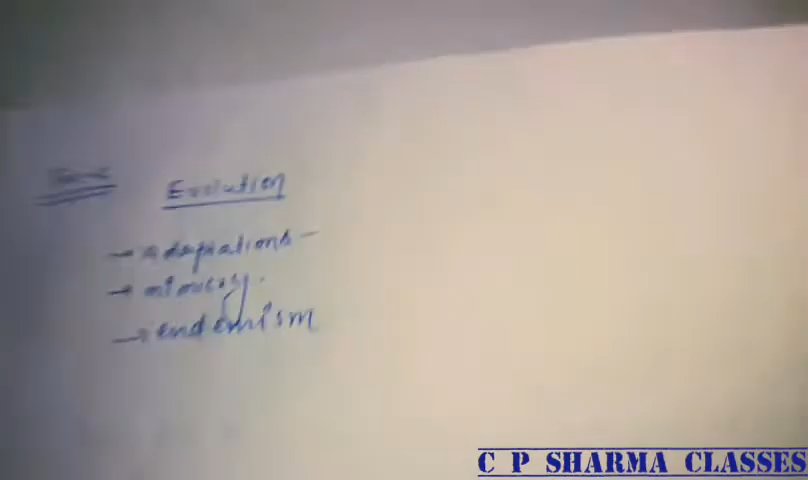 Evolution
→ Adaptations -
→ mimicry.
→ endemism
C P SHARMA CLASSES